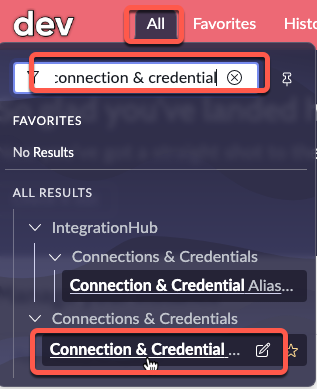 dev
All Favorites Histo
connection & credential
FAVORITES
No Results
ALL RESULTS
IntegrationHub
Connections & Credentials
Connection & Credential Alias...
Connections & Credentials
Connection & Credential ...